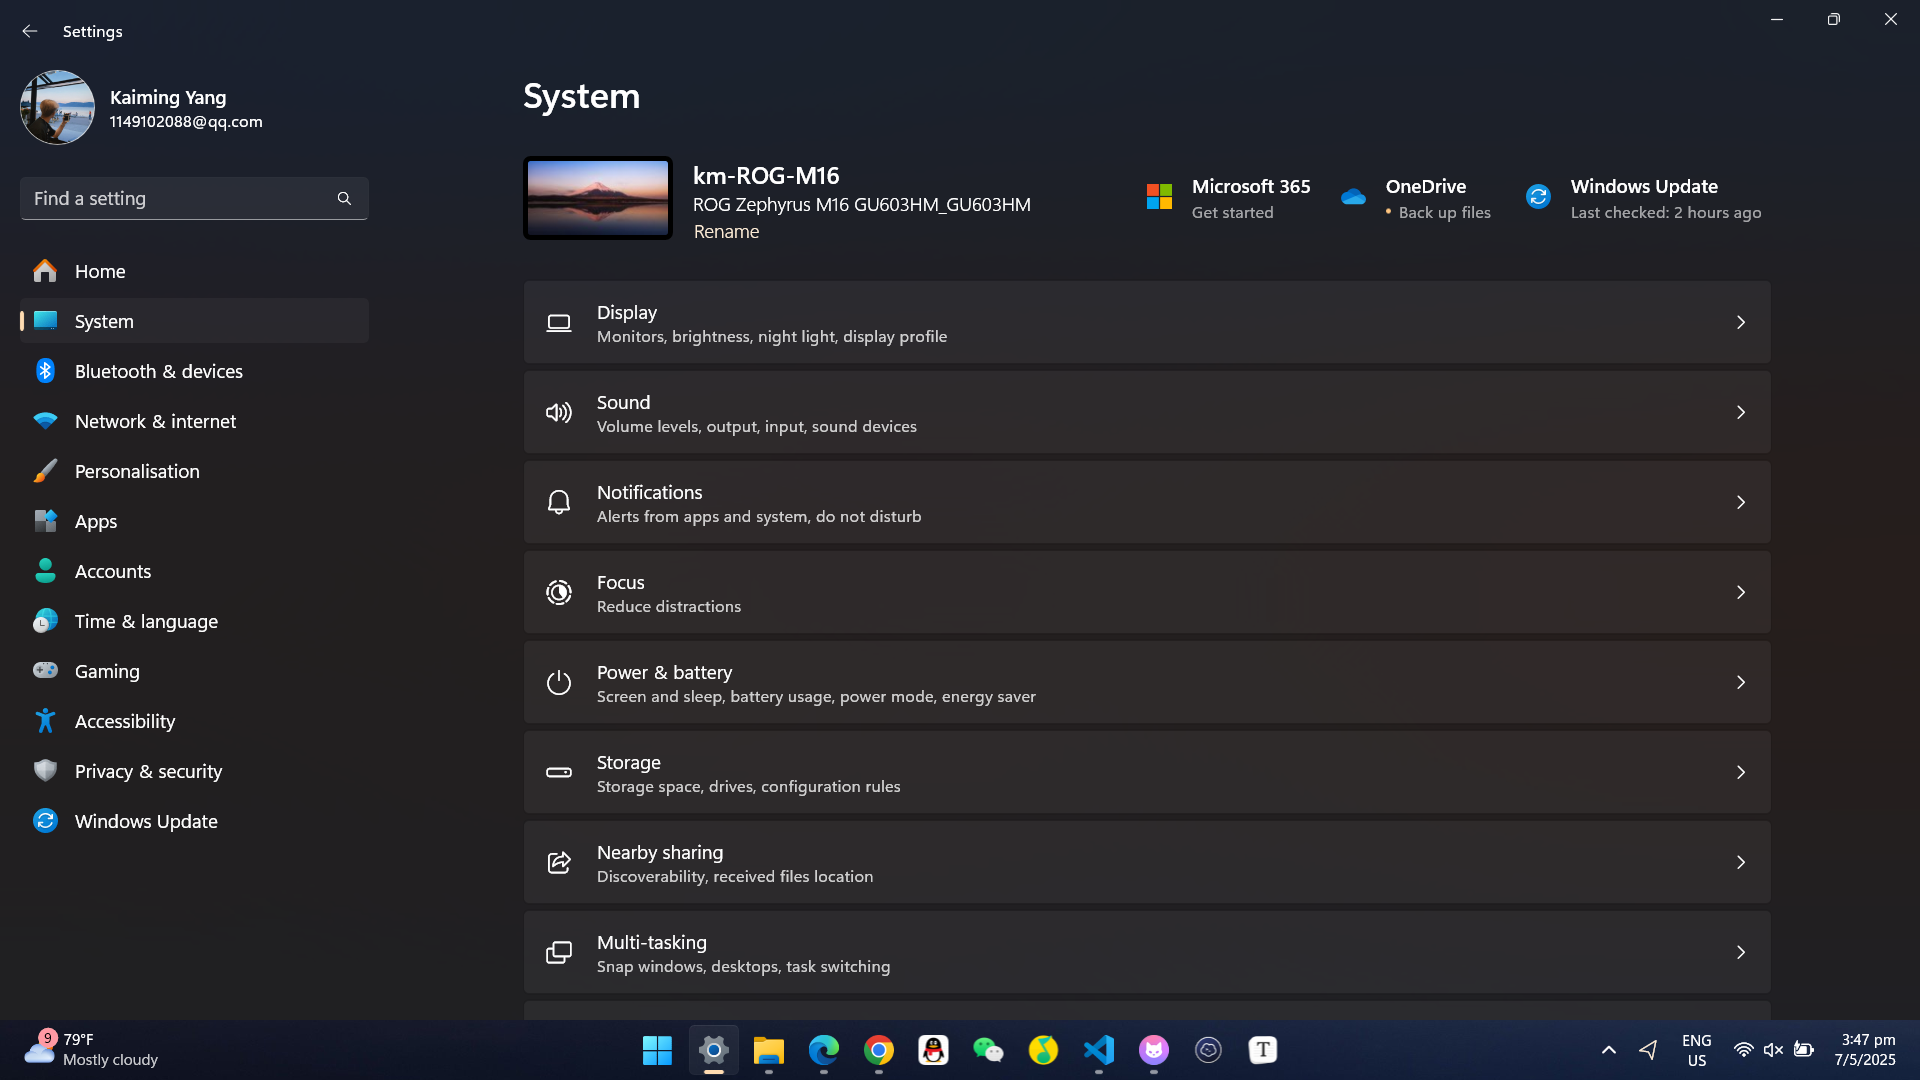 Settings
Kaiming Yang
1149102088@qq.com
Find a setting
Home
System
Bluetooth & devices
Network & internet
Personalisation
Apps
Accounts
Time & language
Gaming
Accessibility
Privacy & security
Windows Update
System
km-ROG-M16
ROG Zephyrus M16 GU603HM_GU603HM
Rename
Microsoft 365
Get started
OneDrive
• Back up files
Windows Update
Last checked: 2 hours ago
Display
Monitors, brightness, night light, display profile
Sound
Volume levels, output, input, sound devices
Notifications
Alerts from apps and system, do not disturb
Focus
Reduce distractions
Power & battery
Screen and sleep, battery usage, power mode, energy saver
Storage
Storage space, drives, configuration rules
Nearby sharing
Discoverability, received files location
Multi-tasking
Snap windows, desktops, task switching
9
79°F
Mostly cloudy
T
ENG
US
3:47 pm
7/5/2025